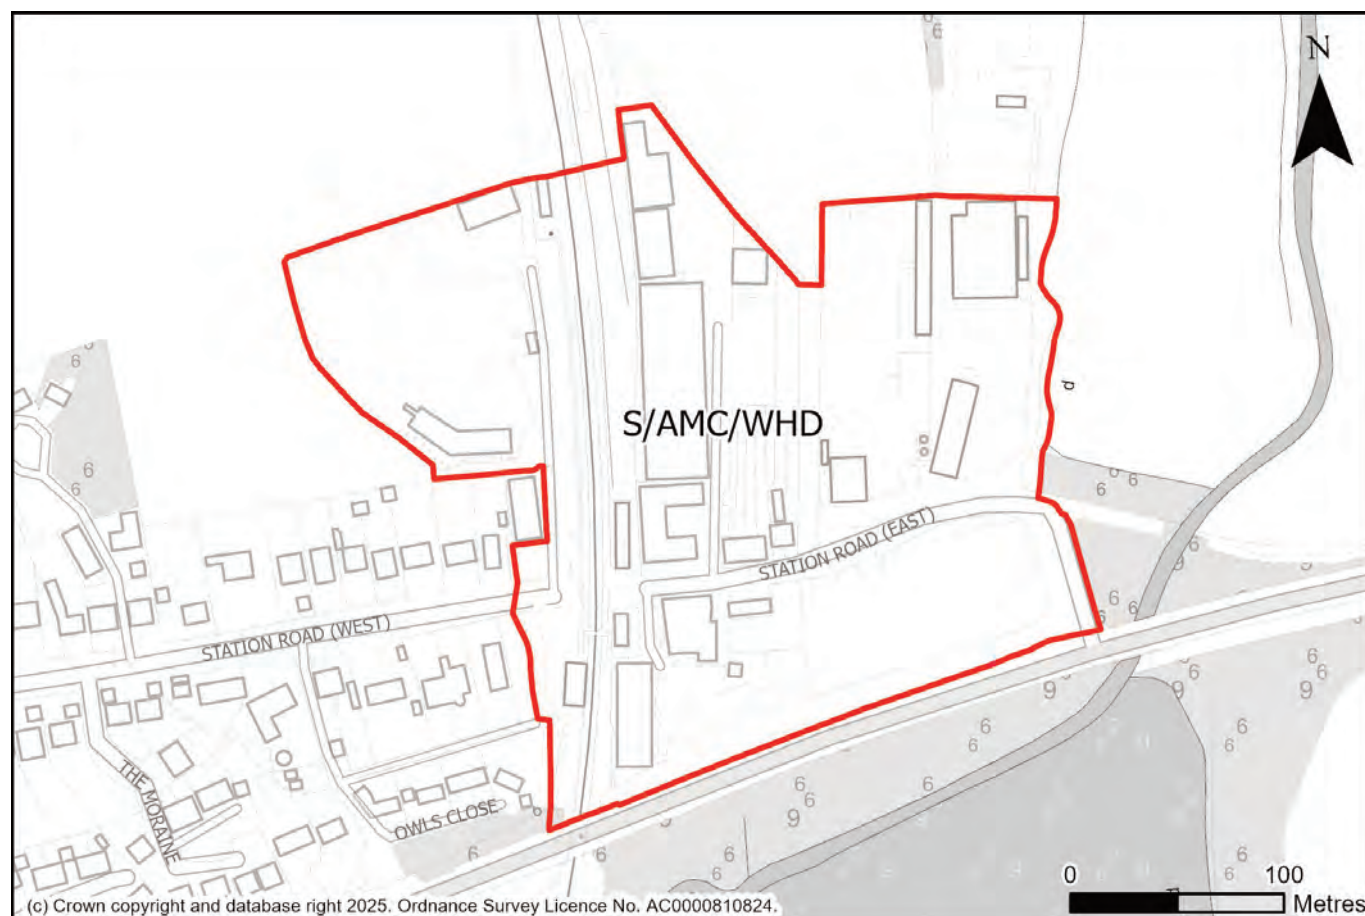 N
S/AMC/WHD
STATION ROAD (EAST)
STATION ROAD (WEST)
THE MORAINE
OWLS CLOSE
0 100
Metres
(c) Crown copyright and database right 2025. Ordnance Survey Licence No. AC0000810824.